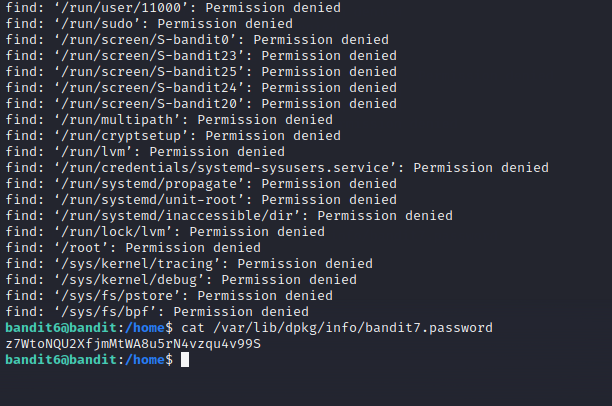 find: ‘/run/user/11000’: Permission denied
find: ‘/run/sudo’: Permission denied
find: ‘/run/screen/S-bandit0’: Permission denied
find: ‘/run/screen/S-bandit23’: Permission denied
find: ‘/run/screen/S-bandit25’: Permission denied
find: ‘/run/screen/S-bandit24’: Permission denied
find: ‘/run/screen/S-bandit20’: Permission denied
find: ‘/run/multipath’: Permission denied
find: ‘/run/cryptsetup’: Permission denied
find: ‘/run/lvm’: Permission denied
find: ‘/run/credentials/systemd-sysusers.service’: Permission denied
find: ‘/run/systemd/propagate’: Permission denied
find: ‘/run/systemd/unit-root’: Permission denied
find: ‘/run/systemd/inaccessible/dir’: Permission denied
find: ‘/run/lock/lvm’: Permission denied
find: ‘/root’: Permission denied
find: ‘/sys/kernel/tracing’: Permission denied
find: ‘/sys/kernel/debug’: Permission denied
find: ‘/sys/fs/pstore’: Permission denied
find: ‘/sys/fs/bpf’: Permission denied
bandit6@bandit:/home$ cat /var/lib/dpkg/info/bandit7.password
z7WtoNQU2XfjmMtWA8u5rN4vzqu4v99S
bandit6@bandit:/home$